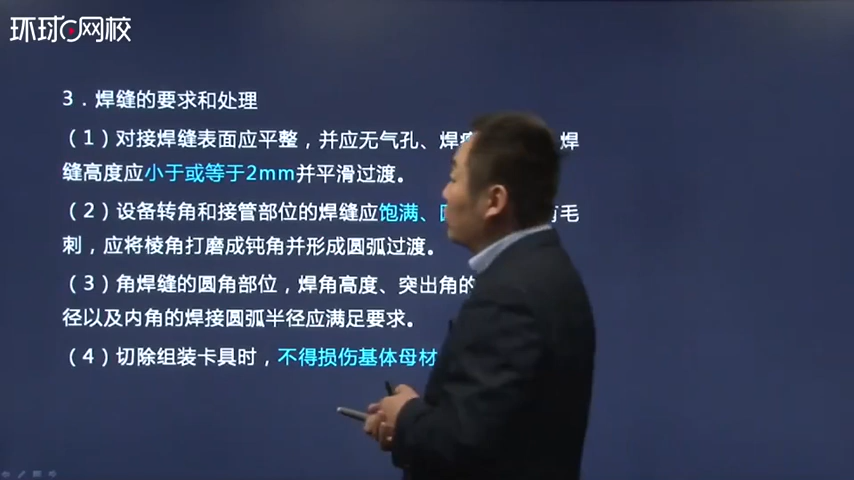 环球网校
3．焊缝的要求和处理
（1）对接焊缝表面应平整，并应无气孔、焊 焊
缝高度应小于或等于2mm并平滑过渡。
（2）设备转角和接管部位的焊缝应饱满、 毛
刺，应将棱角打磨成钝角并形成圆弧过渡。
（3）角焊缝的圆角部位，焊角高度、突出角的
径以及内角的焊接圆弧半径应满足要求。
（4）切除组装卡具时，不得损伤基体母材